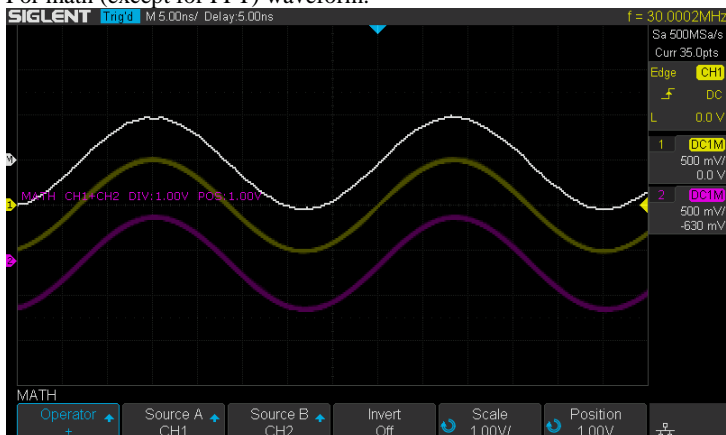 For math (except for FFT) waveform:
SIGLENT Trig'd M 5.00ns/ Delay:5.00ns f = 30.0002MHz
Sa 500MSa/s
Curr 35.0pts
Edge CH1
DC
L 0.0 V
M
1 DC1M
500 mV/
0.0 V
MATH CH1+CH2 DIV:1.00V POS:1.00V
2 DC1M
1
500 mV/
-630 mV
2
MATH
Operator Source A Source B Invert Scale Position
+ CH1 CH2 Off 1.00V/ 1.00V